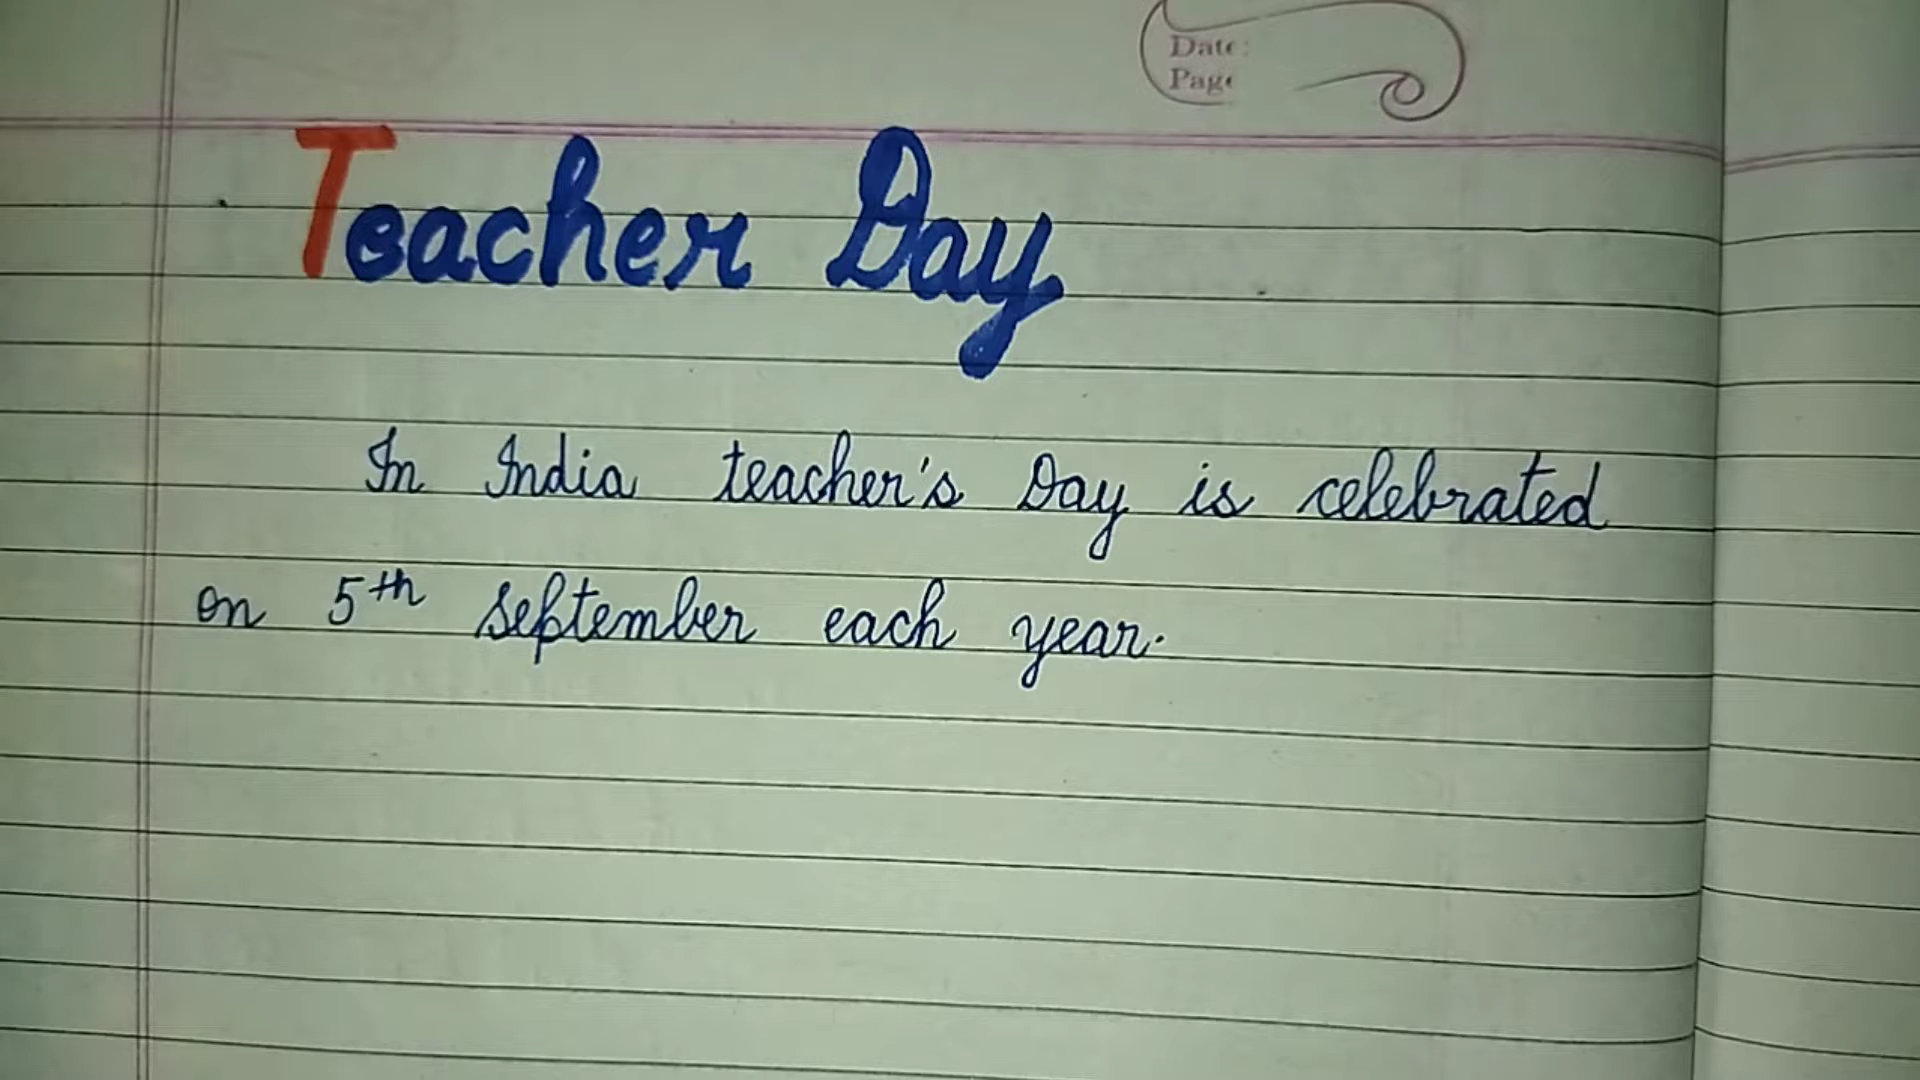 Date:
Page
Teacher Day
In India teacher's Day is celebrated
on 5th September each year.